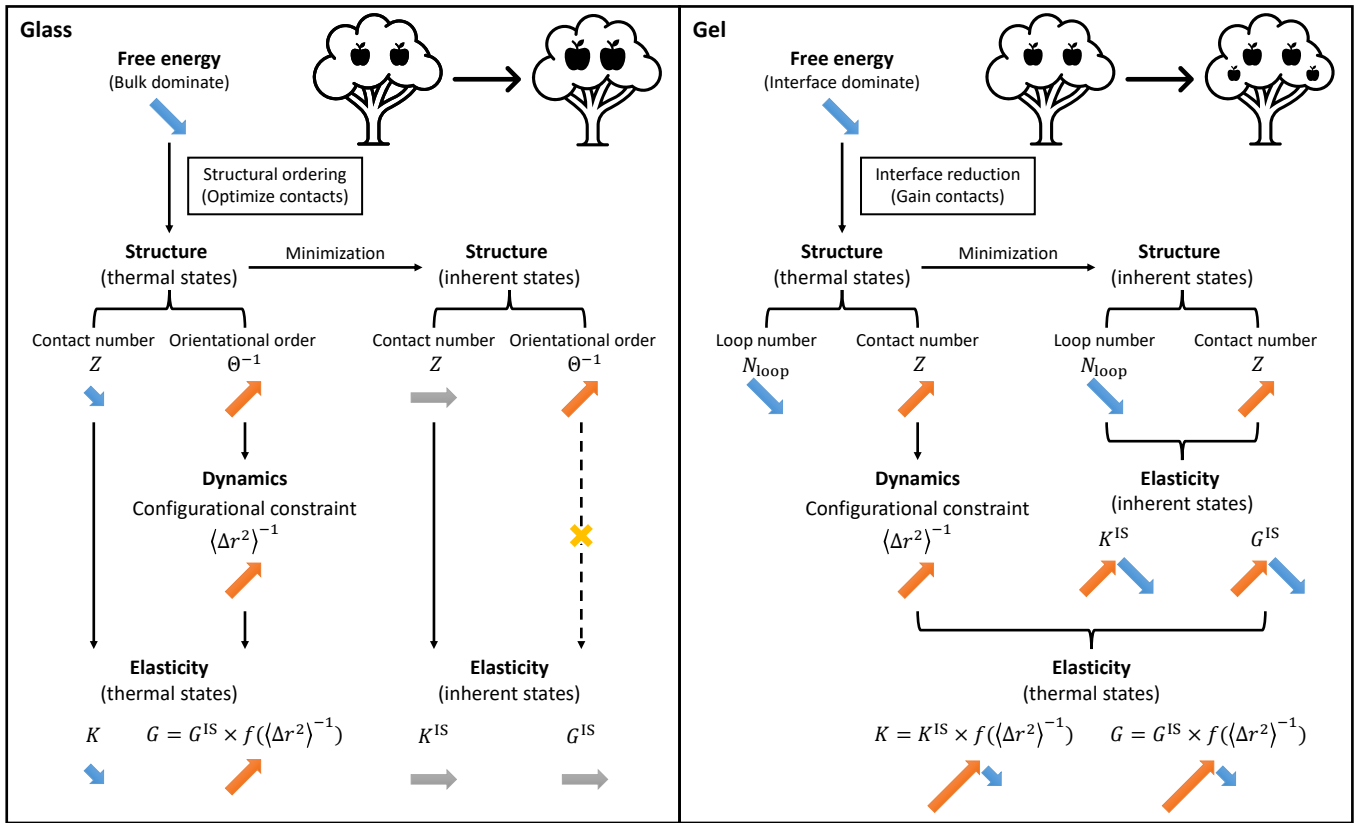 Glass
Free energy
(Bulk dominate)
Structural ordering
(Optimize contacts)
Structure
(thermal states)
Minimization
Structure
(inherent states)
Contact number
Z
Orientational order
Θ⁻¹
Contact number
Z
Orientational order
Θ⁻¹
Dynamics
Configurational constraint
⟨Δr²⟩⁻¹
Elasticity
(thermal states)
Elasticity
(inherent states)
K
G = G^IS × f(⟨Δr²⟩⁻¹)
K^IS
G^IS
Gel
Free energy
(Interface dominate)
Interface reduction
(Gain contacts)
Structure
(thermal states)
Minimization
Structure
(inherent states)
Loop number
N_loop
Contact number
Z
Loop number
N_loop
Contact number
Z
Dynamics
Configurational constraint
⟨Δr²⟩⁻¹
Elasticity
(inherent states)
K^IS
G^IS
Elasticity
(thermal states)
K = K^IS × f(⟨Δr²⟩⁻¹)
G = G^IS × f(⟨Δr²⟩⁻¹)